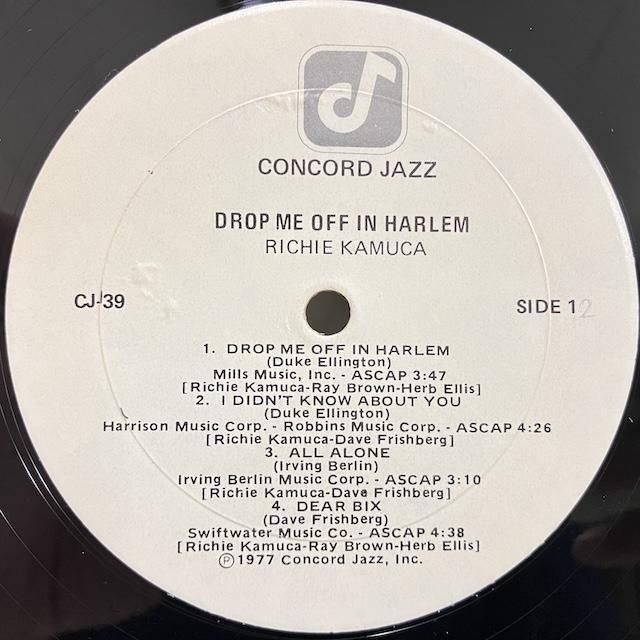 CONCORD JAZZ
DROP ME OFF IN HARLEM
RICHIE KAMUCA
CJ-39
SIDE 12
1. DROP ME OFF IN HARLEM
(Duke Ellington)
Mills Music, Inc. - ASCAP 3:47
[Richie Kamuca-Ray Brown-Herb Ellis]
2. I DIDN'T KNOW ABOUT YOU
(Duke Ellington)
Harrison Music Corp. - Robbins Music Corp. - ASCAP 4:26
[Richie Kamuca-Dave Frishberg]
3. ALL ALONE
(Irving Berlin)
Irving Berlin Music Corp. - ASCAP 3:10
[Richie Kamuca-Dave Frishberg]
4. DEAR BIX
(Dave Frishberg)
Swiftwater Music Co. - ASCAP 4:38
[Richie Kamuca-Ray Brown-Herb Ellis]
℗1977 Concord Jazz, Inc.